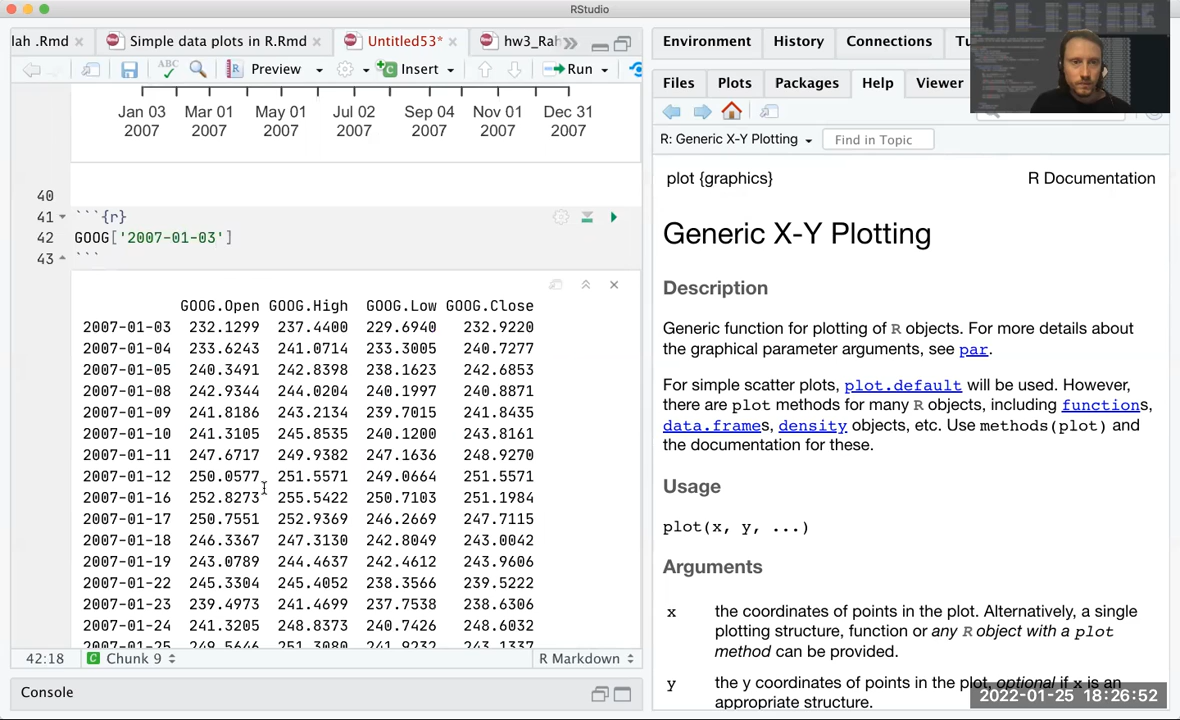 RStudio
lah .Rmd
Simple data plots in R.Rmd
Untitled53*
hw3_Rah
Preview
Insert
Run
Jan 03 Mar 01 May 01 Jul 02 Sep 04 Nov 01 Dec 31
2007 2007 2007 2007 2007 2007 2007
40
41 ```{r}
42 GOOG['2007-01-03']
43 ```
GOOG.Open GOOG.High GOOG.Low GOOG.Close
2007-01-03 232.1299 237.4400 229.6940 232.9220
2007-01-04 233.6243 241.0714 233.3005 240.7277
2007-01-05 240.3491 242.8398 238.1623 242.6853
2007-01-08 242.9344 244.0204 240.1997 240.8871
2007-01-09 241.8186 243.2134 239.7015 241.8435
2007-01-10 241.3105 245.8535 240.1200 243.8161
2007-01-11 247.6717 249.9382 247.1636 248.9270
2007-01-12 250.0577 251.5571 249.0664 251.5571
2007-01-16 252.8273 255.5422 250.7103 251.1984
2007-01-17 250.7551 252.9369 246.2669 247.7115
2007-01-18 246.3367 247.3130 242.8049 243.0042
2007-01-19 243.0789 244.4637 242.4612 243.9606
2007-01-22 245.3304 245.4052 238.3566 239.5222
2007-01-23 239.4973 241.4699 237.7538 238.6306
2007-01-24 241.3205 248.8373 240.7426 248.6032
2007-01-25 249.5646 251.3080 241.9232 243.1337
42:18
Chunk 9
R Markdown
Console
Environment
History
Connections
Tu
Files
Plots
Packages
Help
Viewer
R: Generic X-Y Plotting
Find in Topic
plot {graphics}
R Documentation
Generic X-Y Plotting
Description
Generic function for plotting of R objects. For more details about
the graphical parameter arguments, see par.
For simple scatter plots, plot.default will be used. However,
there are plot methods for many R objects, including functions,
data.frames, density objects, etc. Use methods(plot) and
the documentation for these.
Usage
plot(x, y, ...)
Arguments
x the coordinates of points in the plot. Alternatively, a single
plotting structure, function or any R object with a plot
method can be provided.
y the y coordinates of points in the plot, optional if x is an
appropriate structure.
2022-01-25 18:26:52